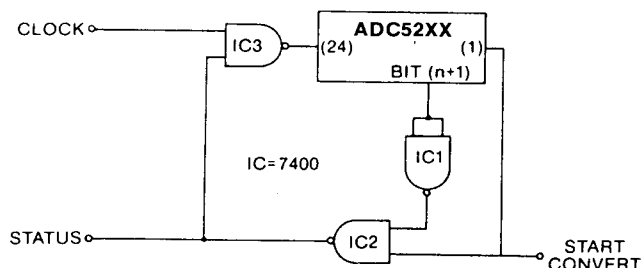 CLOCK
IC3
ADC52XX
(24)
(1)
BIT (n+1)
IC1
IC=7400
STATUS
IC2
START
CONVERT